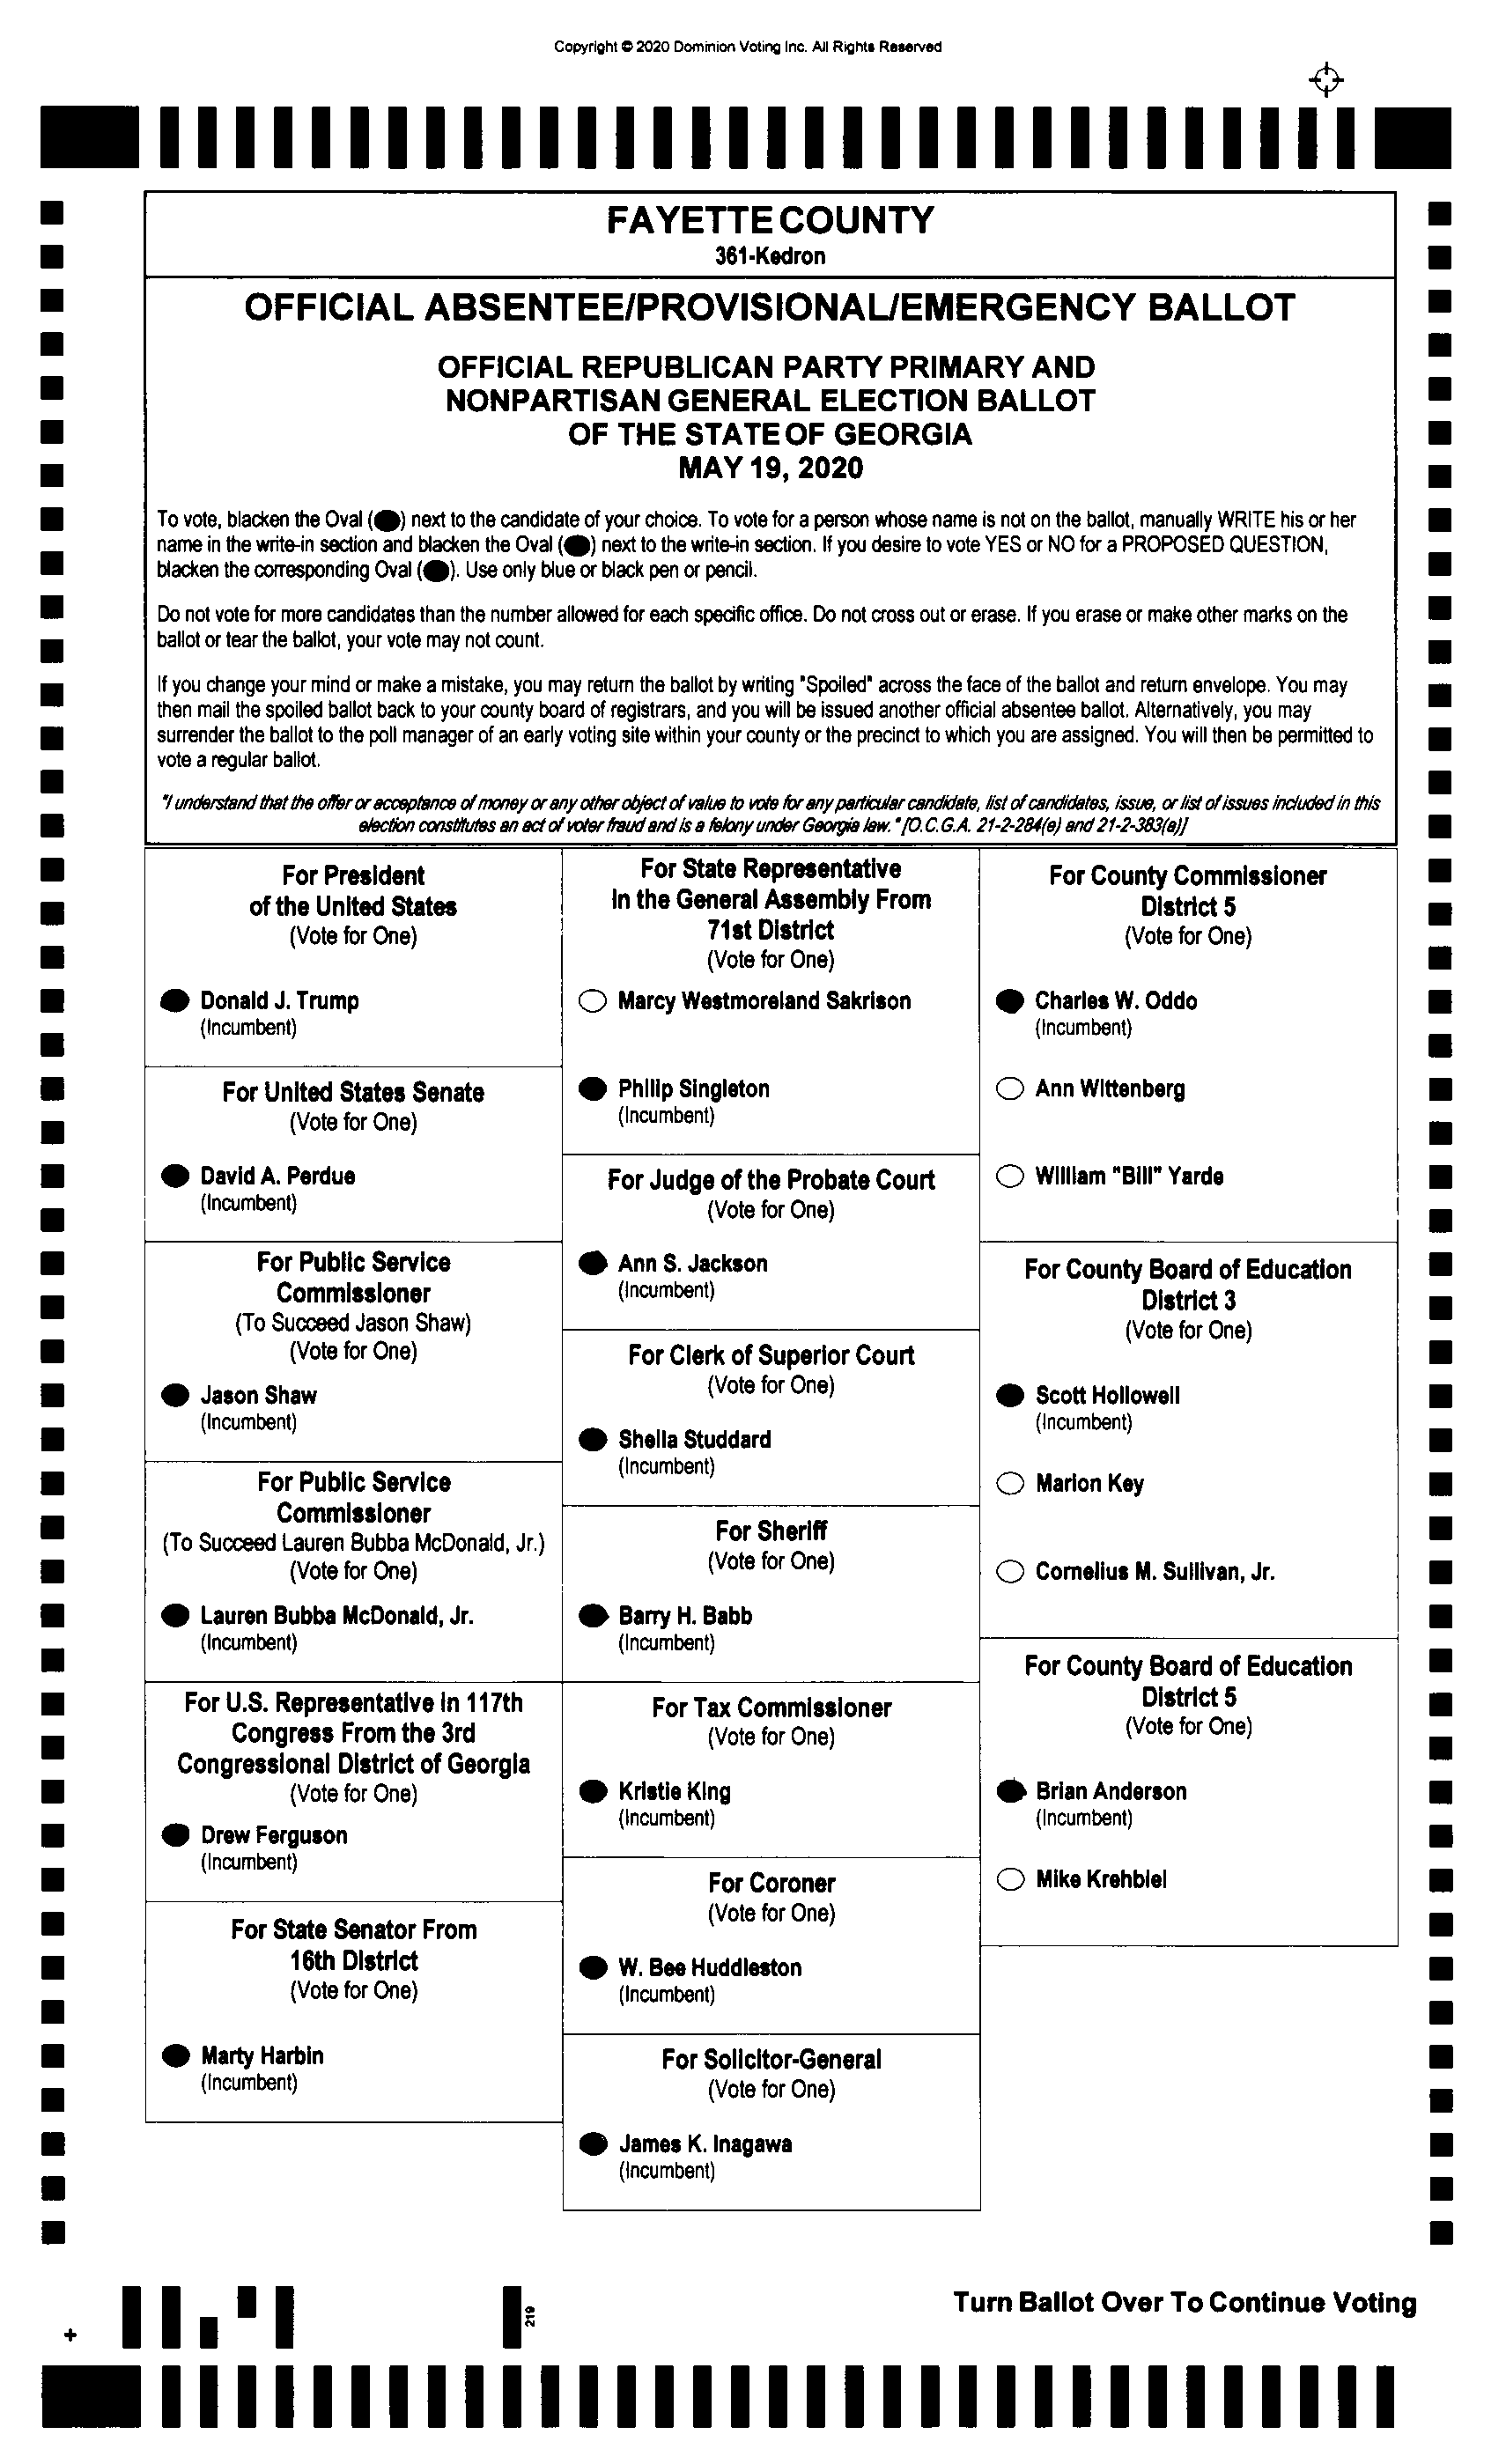 Copyright © 2020 Dominion Voting Inc. All Rights Reserved
FAYETTE COUNTY
361-Kedron
OFFICIAL ABSENTEE/PROVISIONAL/EMERGENCY BALLOT
OFFICIAL REPUBLICAN PARTY PRIMARY AND
NONPARTISAN GENERAL ELECTION BALLOT
OF THE STATE OF GEORGIA
MAY 19, 2020
To vote, blacken the Oval (●) next to the candidate of your choice. To vote for a person whose name is not on the ballot, manually WRITE his or her
name in the write-in section and blacken the Oval (●) next to the write-in section. If you desire to vote YES or NO for a PROPOSED QUESTION,
blacken the corresponding Oval (●). Use only blue or black pen or pencil.
Do not vote for more candidates than the number allowed for each specific office. Do not cross out or erase. If you erase or make other marks on the
ballot or tear the ballot, your vote may not count.
If you change your mind or make a mistake, you may return the ballot by writing "Spoiled" across the face of the ballot and return envelope. You may
then mail the spoiled ballot back to your county board of registrars, and you will be issued another official absentee ballot. Alternatively, you may
surrender the ballot to the poll manager of an early voting site within your county or the precinct to which you are assigned. You will then be permitted to
vote a regular ballot.
"I understand that the offer or acceptance of money or any other object of value to vote for any particular candidate, list of candidates, issue, or list of issues included in this
election constitutes an act of voter fraud and is a felony under Georgia law." [O.C.G.A. 21-2-284(e) and 21-2-383(a)]
For President
of the United States
(Vote for One)
Donald J. Trump
(Incumbent)
For United States Senate
(Vote for One)
David A. Perdue
(Incumbent)
For Public Service
Commissioner
(To Succeed Jason Shaw)
(Vote for One)
Jason Shaw
(Incumbent)
For Public Service
Commissioner
(To Succeed Lauren Bubba McDonald, Jr.)
(Vote for One)
Lauren Bubba McDonald, Jr.
(Incumbent)
For U.S. Representative in 117th
Congress From the 3rd
Congressional District of Georgia
(Vote for One)
Drew Ferguson
(Incumbent)
For State Senator From
16th District
(Vote for One)
Marty Harbin
(Incumbent)
For State Representative
In the General Assembly From
71st District
(Vote for One)
Marcy Westmoreland Sakrison
Philip Singleton
(Incumbent)
For Judge of the Probate Court
(Vote for One)
Ann S. Jackson
(Incumbent)
For Clerk of Superior Court
(Vote for One)
Sheila Studdard
(Incumbent)
For Sheriff
(Vote for One)
Barry H. Babb
(Incumbent)
For Tax Commissioner
(Vote for One)
Kristie King
(Incumbent)
For Coroner
(Vote for One)
W. Bee Huddleston
(Incumbent)
For Solicitor-General
(Vote for One)
James K. Inagawa
(Incumbent)
For County Commissioner
District 5
(Vote for One)
Charles W. Oddo
(Incumbent)
Ann Wittenberg
William "Bill" Yarde
For County Board of Education
District 3
(Vote for One)
Scott Hollowell
(Incumbent)
Marion Key
Cornelius M. Sullivan, Jr.
For County Board of Education
District 5
(Vote for One)
Brian Anderson
(Incumbent)
Mike Krehbiel
Turn Ballot Over To Continue Voting
219
+